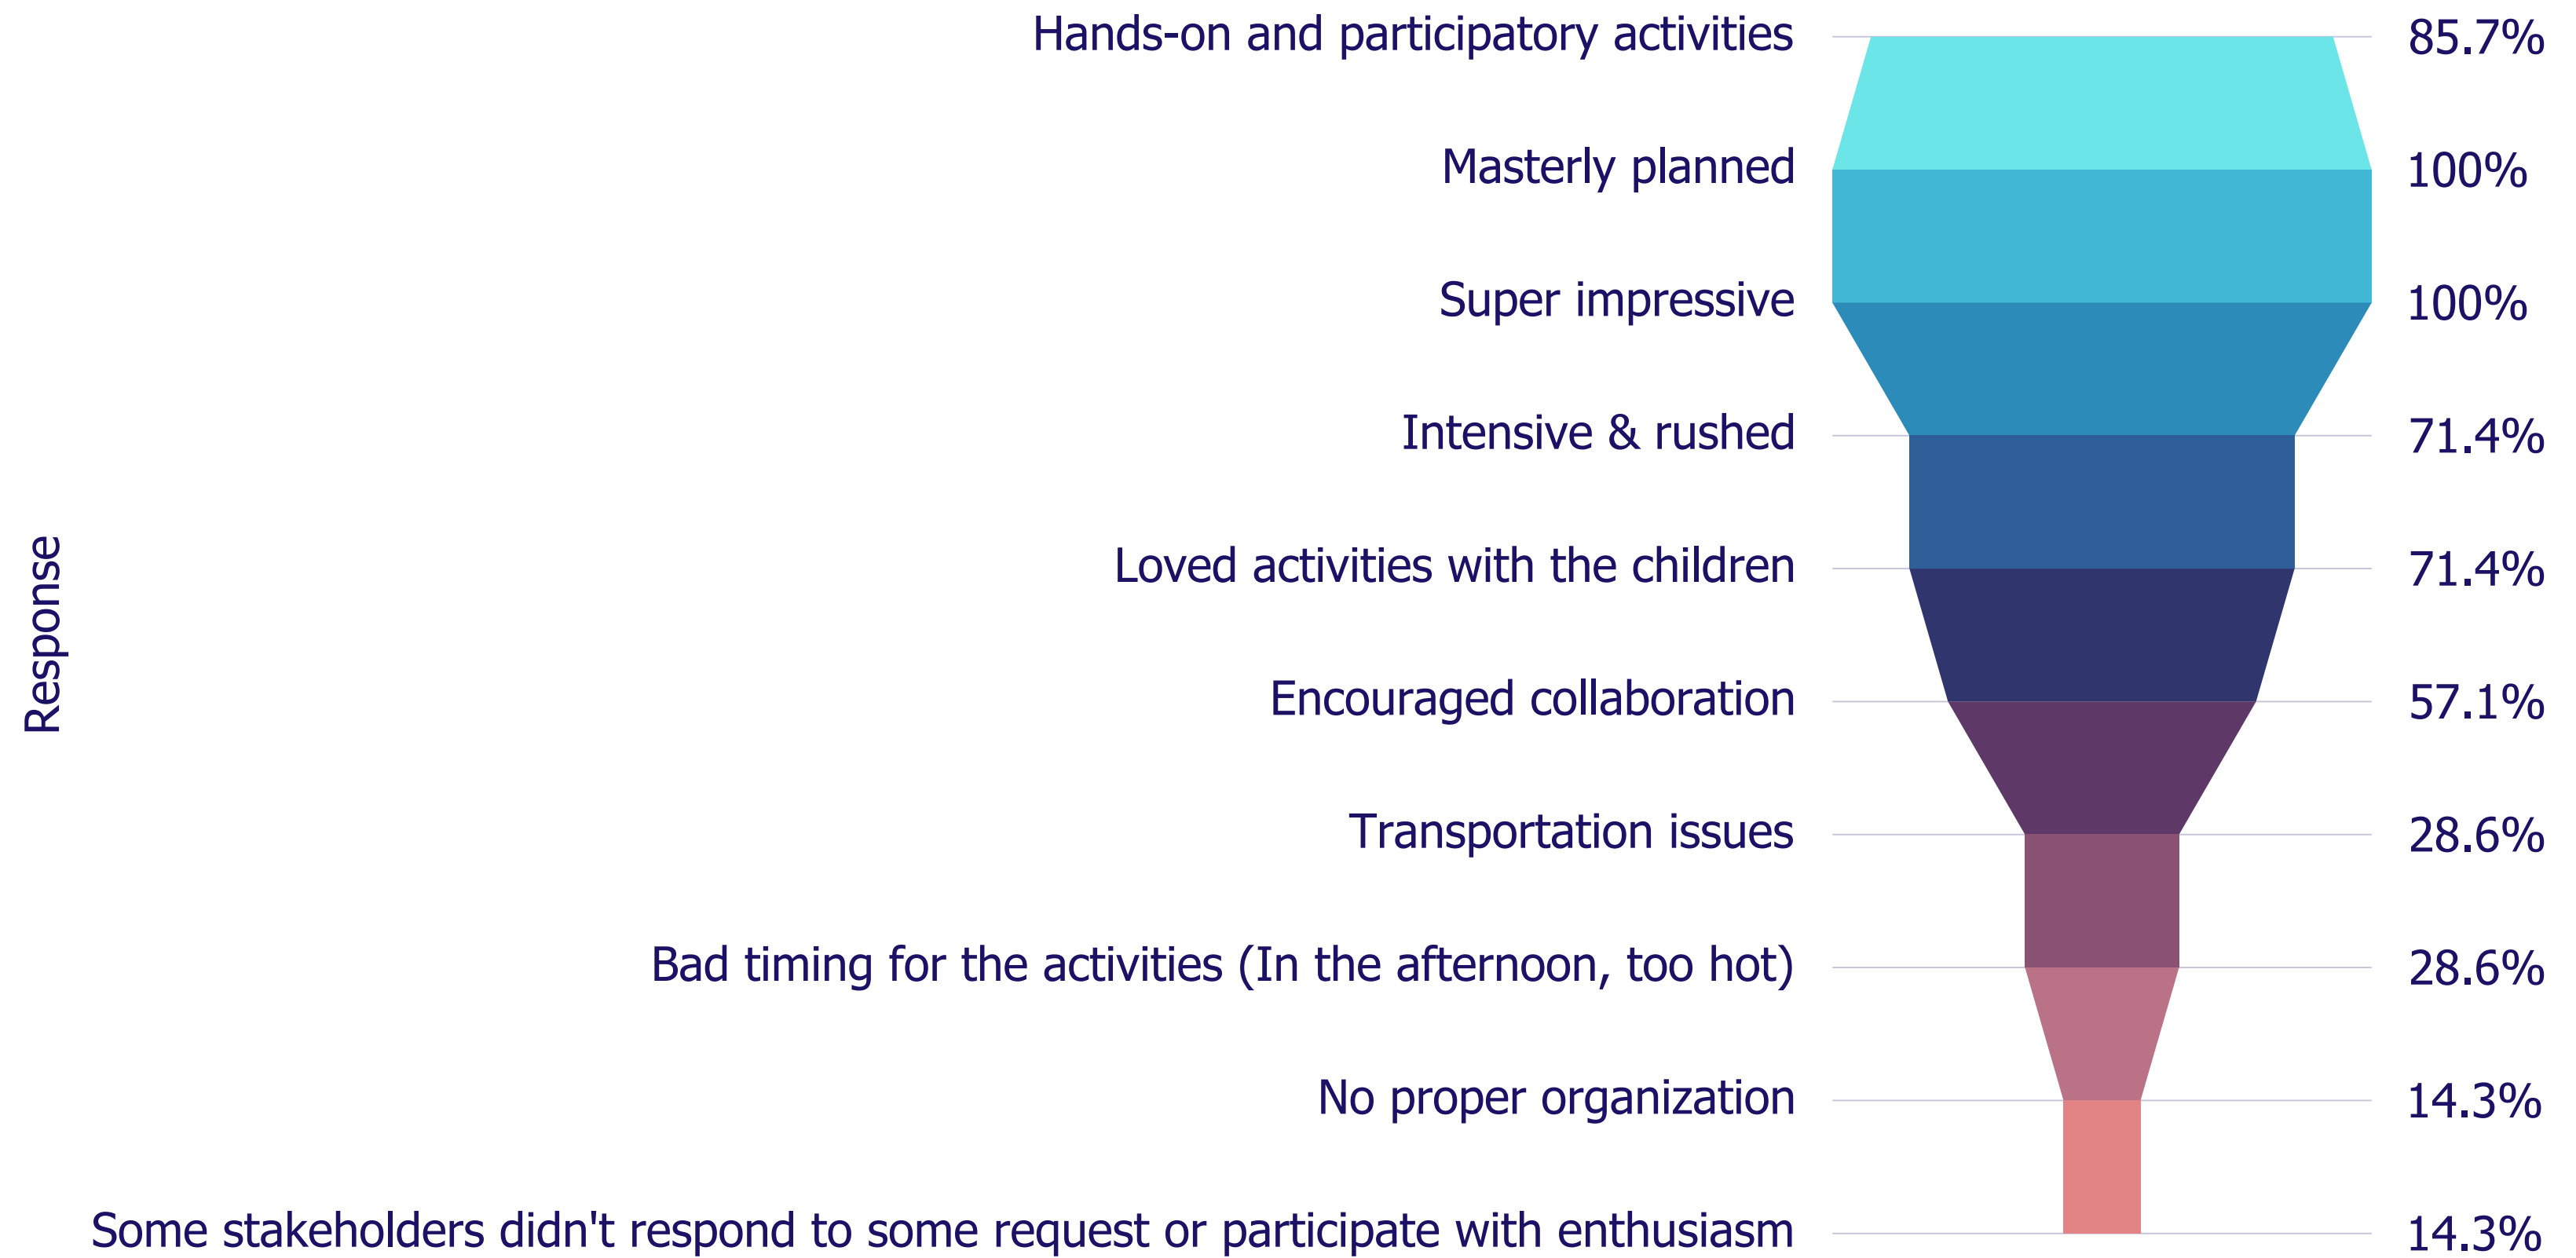 Response
Hands-on and participatory activities 85.7%
Masterly planned 100%
Super impressive 100%
Intensive & rushed 71.4%
Loved activities with the children 71.4%
Encouraged collaboration 57.1%
Transportation issues 28.6%
Bad timing for the activities (In the afternoon, too hot) 28.6%
No proper organization 14.3%
Some stakeholders didn't respond to some request or participate with enthusiasm 14.3%